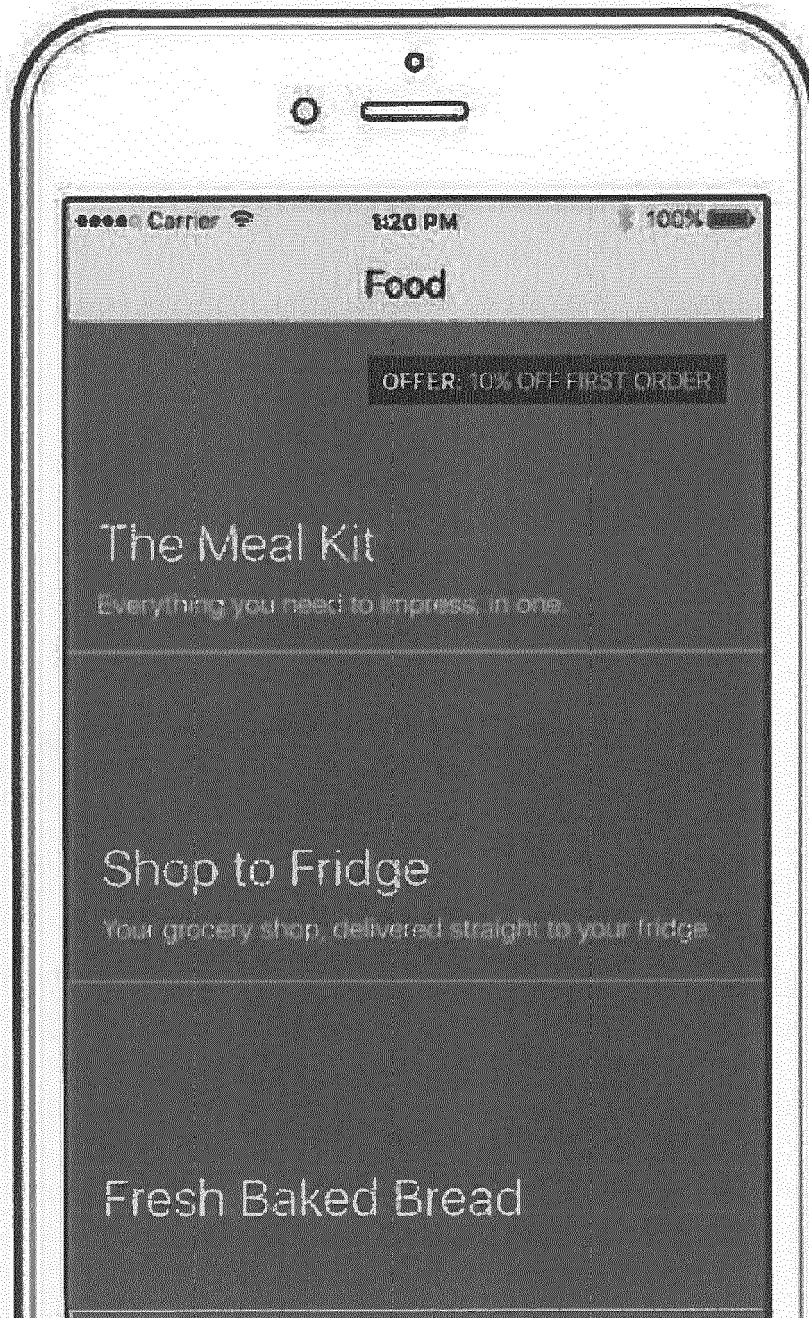 Carrier 1:20 PM 100%
Food
OFFER: 10% OFF FIRST ORDER
The Meal Kit
Everything you need to impress, in one.
Shop to Fridge
Your grocery shop, delivered straight to your fridge
Fresh Baked Bread